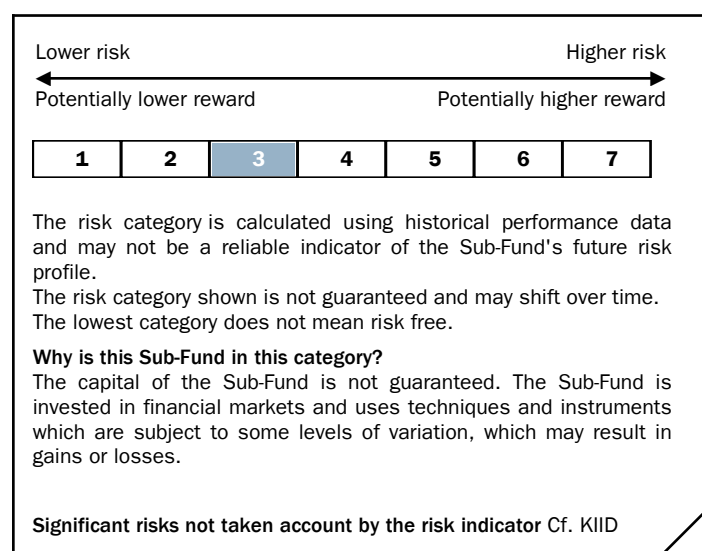 Lower risk Higher risk
Potentially lower reward Potentially higher reward
1 2 3 4 5 6 7
The risk category is calculated using historical performance data
and may not be a reliable indicator of the Sub-Fund's future risk
profile.
The risk category shown is not guaranteed and may shift over time.
The lowest category does not mean risk free.
Why is this Sub-Fund in this category?
The capital of the Sub-Fund is not guaranteed. The Sub-Fund is
invested in financial markets and uses techniques and instruments
which are subject to some levels of variation, which may result in
gains or losses.
Significant risks not taken account by the risk indicator Cf. KIID